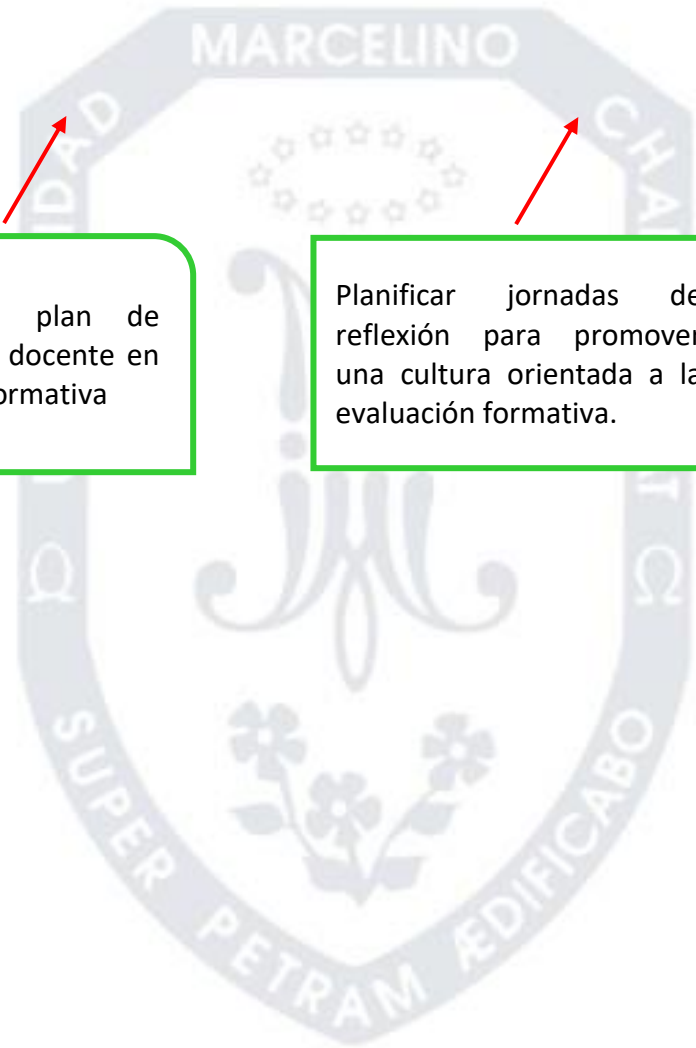 MARCELINO
plan de
docente en
Planificar jornadas de
reflexión para promover
una cultura orientada a la
evaluación formativa.
SUPER PETRAM ÆDIFICABO